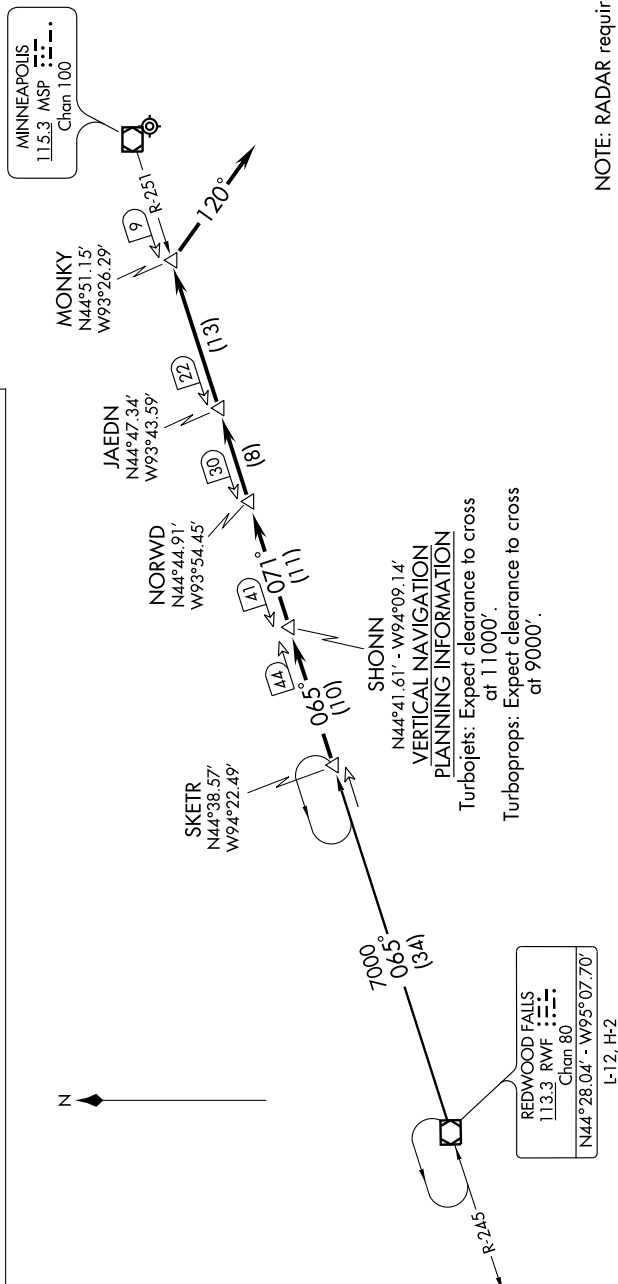 MINNEAPOLIS
115.3 MSP
Chan 100
R-251
9
MONKY
N44°51.15'
W93°26.29'
120°
(13)
22
JAEDN
N44°47.34'
W93°43.59'
(8)
30
NORWD
N44°44.91'
W93°54.45'
071°
(11)
41
44
065°
(10)
SHONN
N44°41.61' - W94°09.14'
VERTICAL NAVIGATION
PLANNING INFORMATION
Turbojets: Expect clearance to cross
at 11000'.
Turboprops: Expect clearance to cross
at 9000'.
SKETR
N44°38.57'
W94°22.49'
7000
065°
(34)
N
REDWOOD FALLS
113.3 RWF
Chan 80
N44°28.04' - W95°07.70'
L-12, H-2
R-245
NOTE: RADAR requir